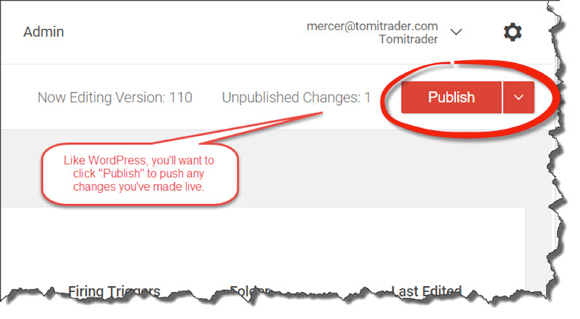 Admin
mercer@tomitrader.com
Tomitrader
Now Editing Version: 110
Unpublished Changes: 1
Publish
Like WordPress, you'll want to
click "Publish" to push any
changes you've made live.
Firing Triggers
Folder
Last Edited